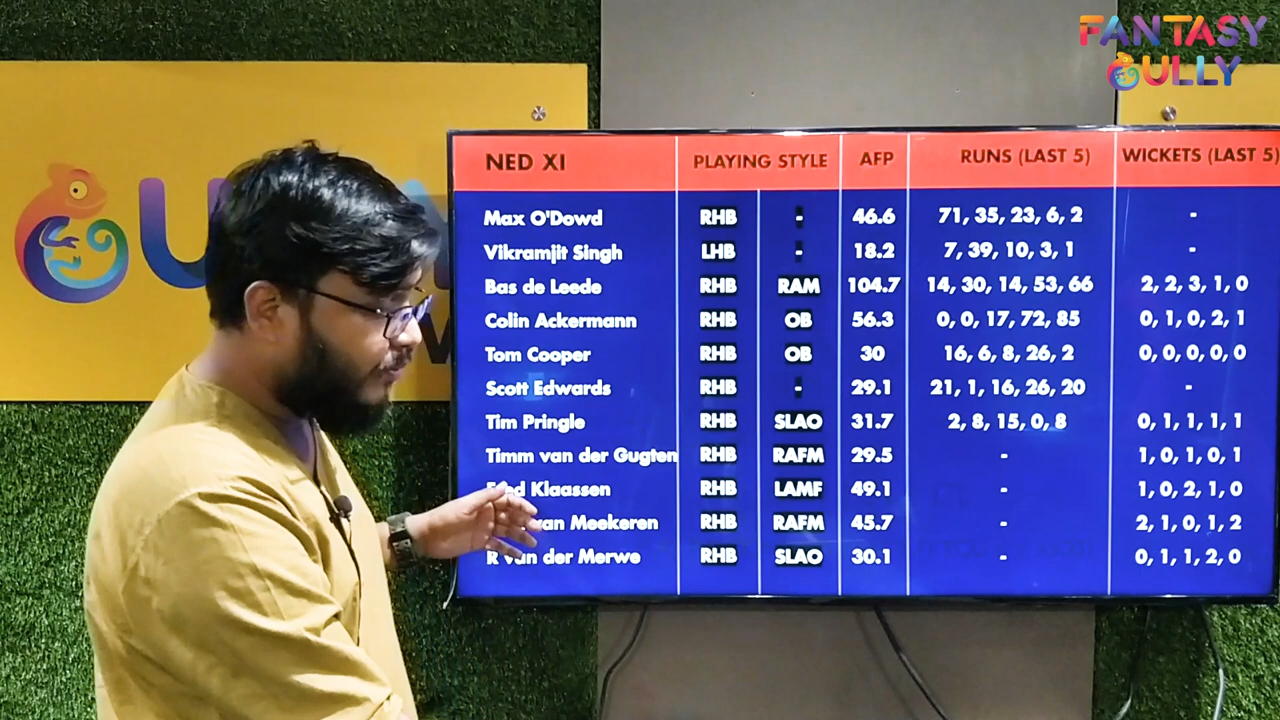 FANTASY
GULLY
NED XI PLAYING STYLE AFP RUNS (LAST 5) WICKETS (LAST 5)
Max O'Dowd RHB - 46.6 71, 35, 23, 6, 2 -
Vikramjit Singh LHB - 18.2 7, 39, 10, 3, 1 -
Bas de Leede RHB RAM 104.7 14, 30, 14, 53, 66 2, 2, 3, 1, 0
Colin Ackermann RHB OB 56.3 0, 0, 17, 72, 85 0, 1, 0, 2, 1
Tom Cooper RHB OB 30 16, 6, 8, 26, 2 0, 0, 0, 0, 0
Scott Edwards RHB - 29.1 21, 1, 16, 26, 20 -
Tim Pringle RHB SLAO 31.7 2, 8, 15, 0, 8 0, 1, 1, 1, 1
Timm van der Gugten RHB RAFM 29.5 - 1, 0, 1, 0, 1
Klaassen RHB LAMF 49.1 - 1, 0, 2, 1, 0
van Meekeren RHB RAFM 45.7 - 2, 1, 0, 1, 2
R van der Merwe RHB SLAO 30.1 - 0, 1, 1, 2, 0